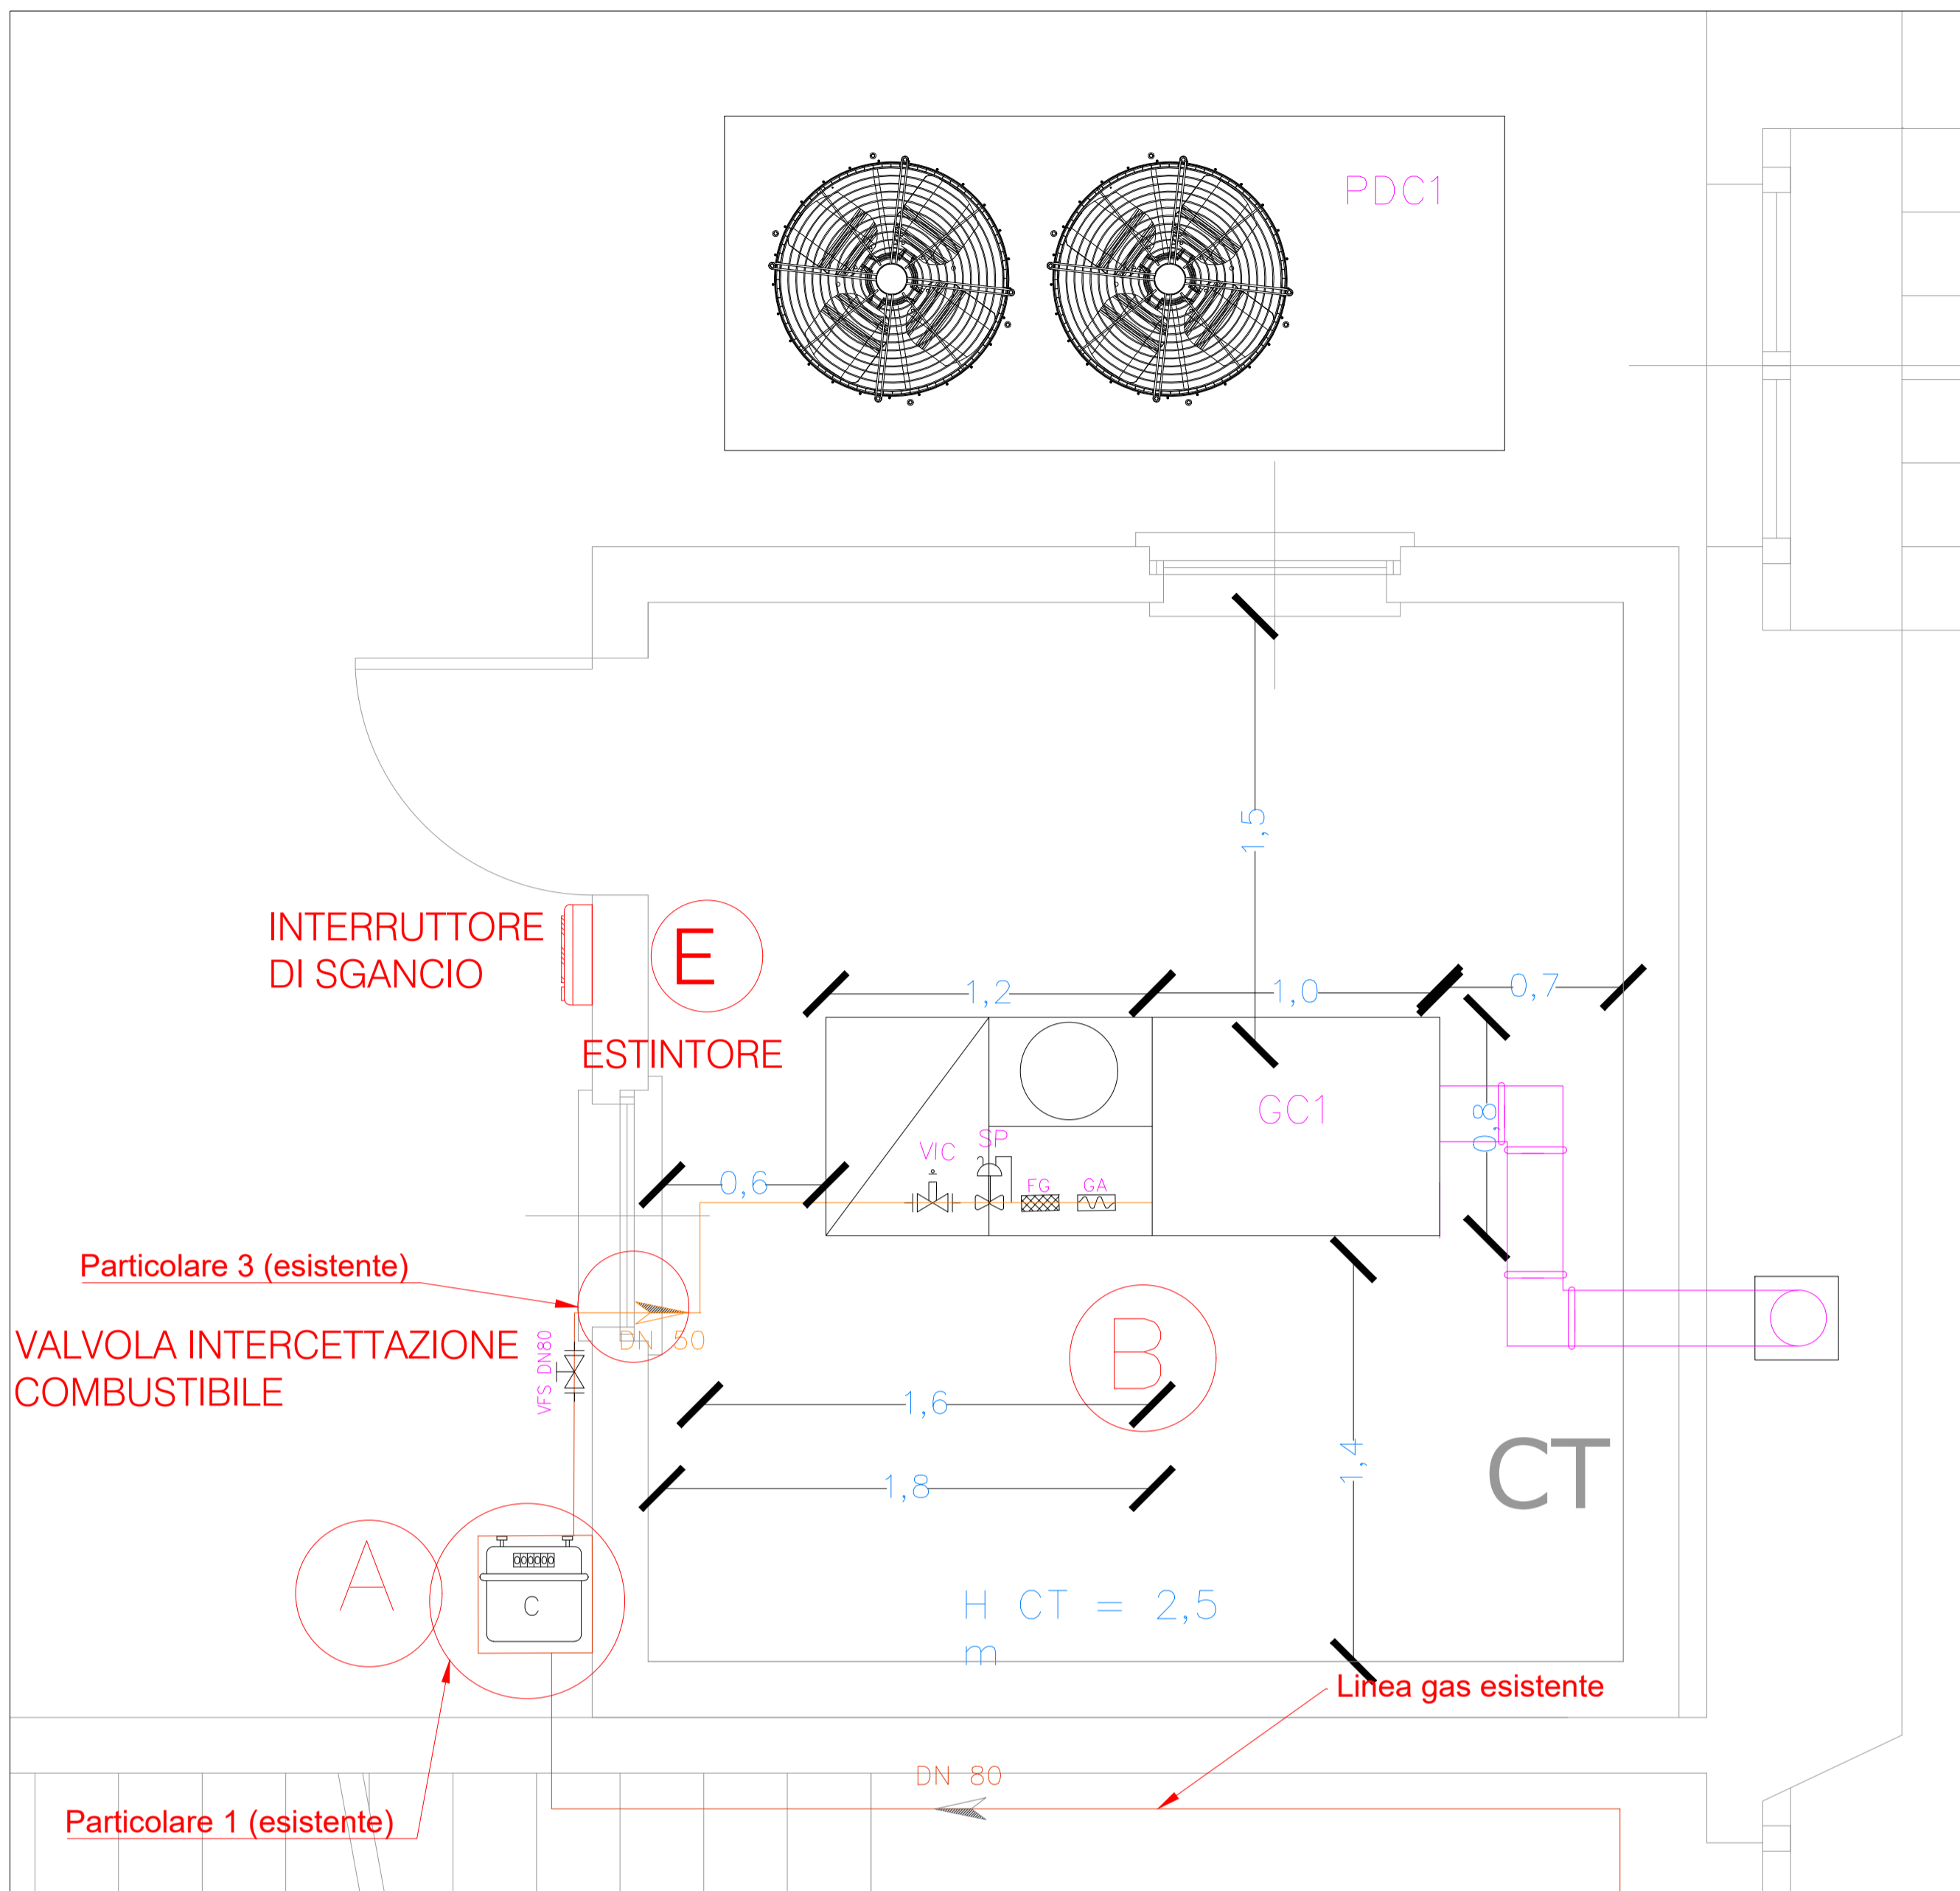 PDC1
1,5
INTERRUTTORE
DI SGANCIO
E
ESTINTORE
1,2
1,0
0,7
GC1
0,8
VIC
SP
FG
GA
0,6
Particolare 3 (esistente)
DN 50
VALVOLA INTERCETTAZIONE
COMBUSTIBILE
VFS DN80
B
1,6
1,4
CT
1,8
A
000000
C
H CT = 2,5
m
Linea gas esistente
DN 80
Particolare 1 (esistente)